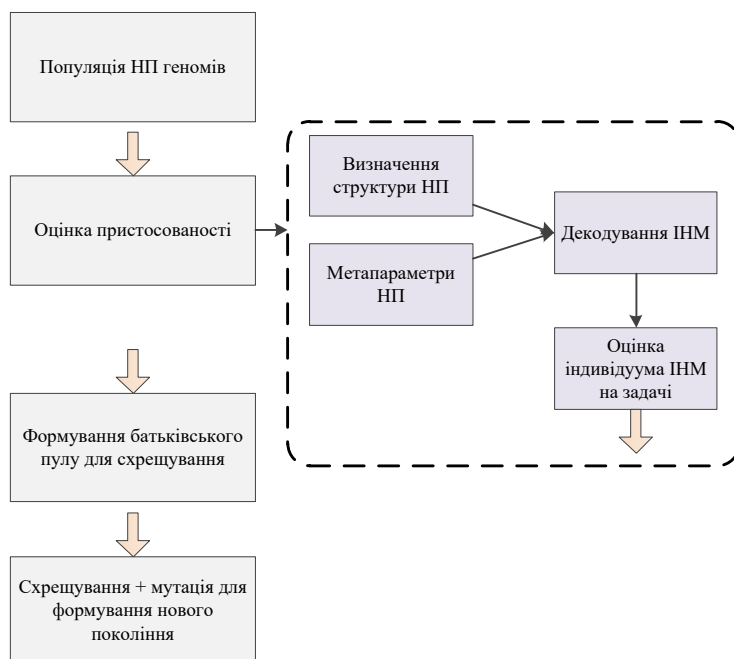 Популяція НП геномів
Оцінка пристосованості
Визначення
структури НП
Метапараметри
НП
Декодування ІНМ
Оцінка
індивідуума ІНМ
на задачі
Формування батьківського
пулу для схрещування
Схрещування + мутація для
формування нового
покоління